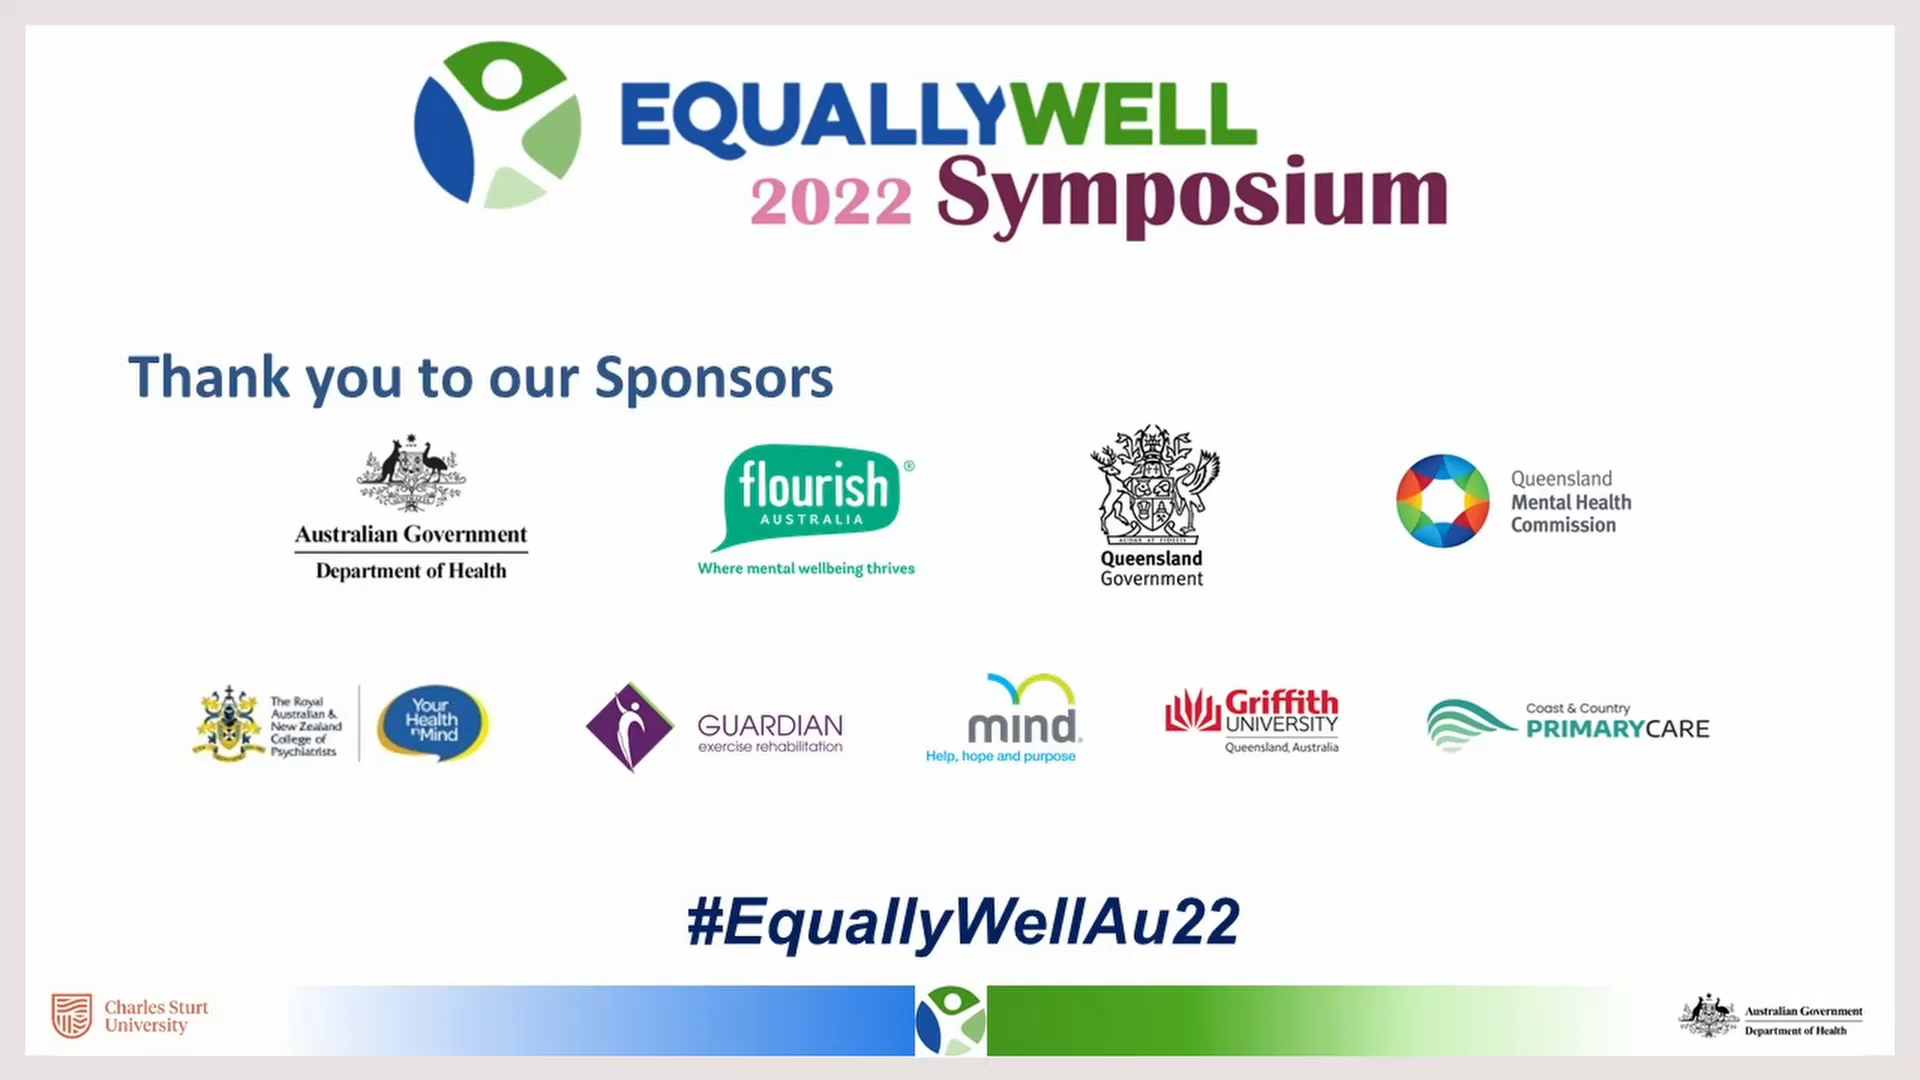 EQUALLYWELL
2022 Symposium
Thank you to our Sponsors
Australian Government
Department of Health
flourish®
AUSTRALIA
Where mental wellbeing thrives
AUDAX AT FIDELIS
Queensland
Government
Queensland
Mental Health
Commission
The Royal
Australian &
New Zealand
College of
Psychiatrists
Your
Health
in Mind
GUARDIAN
exercise rehabilitation
mind
Help, hope and purpose
Griffith
UNIVERSITY
Queensland, Australia
Coast & Country
PRIMARYCARE
#EquallyWellAu22
Charles Sturt
University
Australian Government
Department of Health